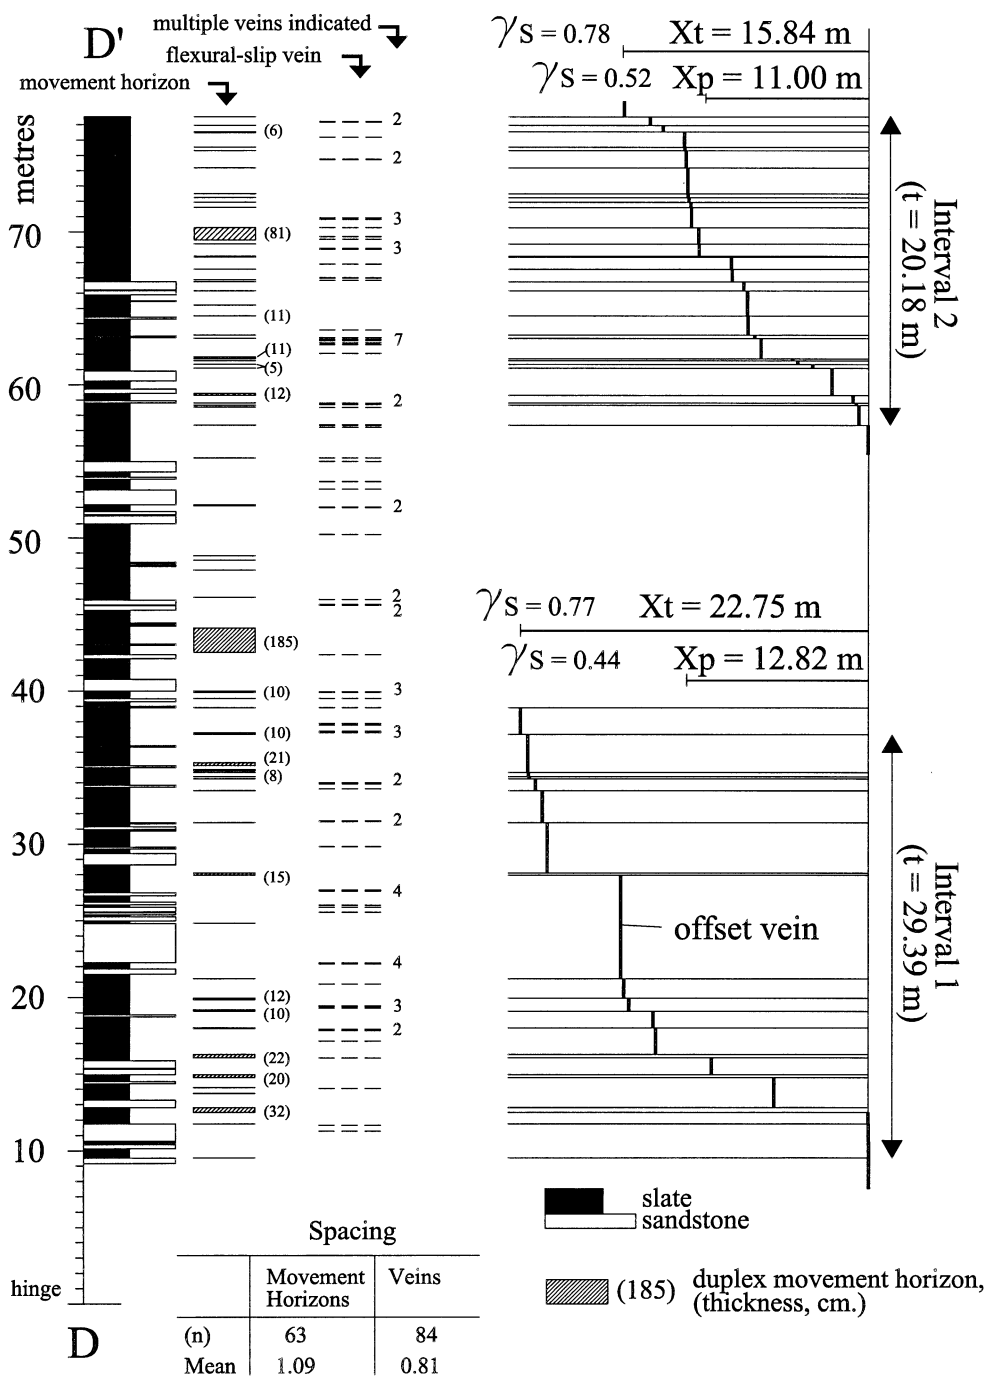 multiple veins indicated
D'
flexural-slip vein
movement horizon
metres
70
60
50
40
30
20
10
hinge
D
(6)
(81)
(11)
(11)
(5)
(12)
(185)
(10)
(10)
(21)
(8)
(15)
(12)
(10)
(22)
(20)
(32)
2
2
3
3
7
2
2
2
2
3
3
2
2
4
4
3
2
γS = 0.78
Xt = 15.84 m
γS = 0.52
Xp = 11.00 m
Interval 2
(t = 20.18 m)
γS = 0.77
Xt = 22.75 m
γS = 0.44
Xp = 12.82 m
offset vein
Interval 1
(t = 29.39 m)
slate
sandstone
(185) duplex movement horizon,
(thickness, cm.)
Spacing
Movement Veins
Horizons
(n) 63 84
Mean 1.09 0.81